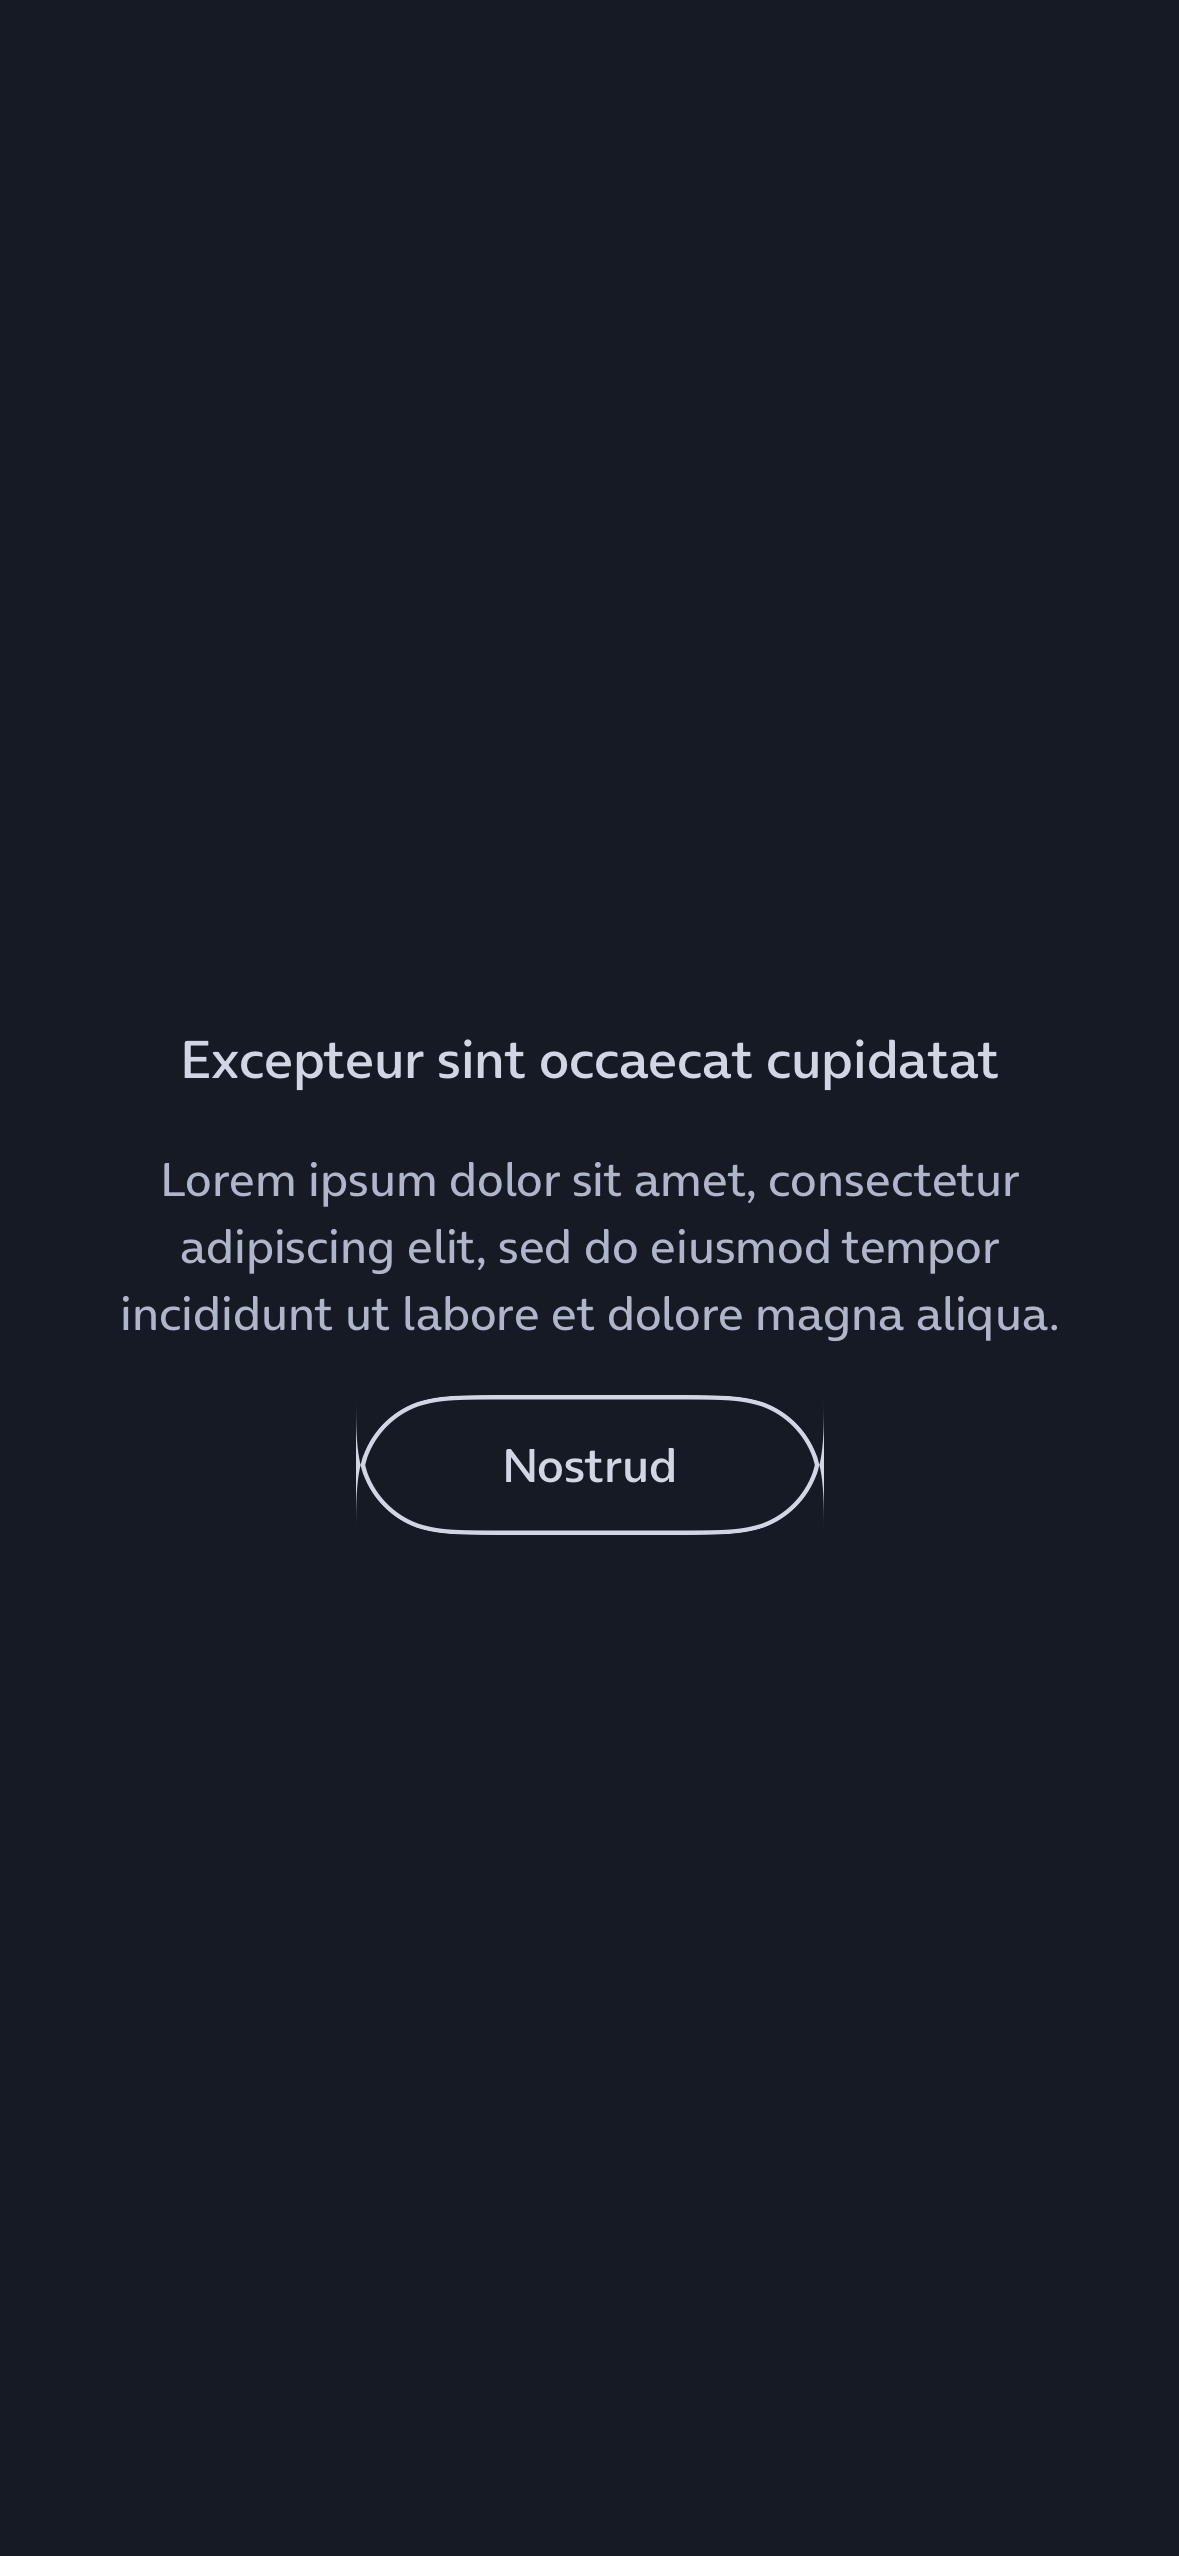 Excepteur sint occaecat cupidatat
Lorem ipsum dolor sit amet, consectetur
adipiscing elit, sed do eiusmod tempor
incididunt ut labore et dolore magna aliqua.
Nostrud